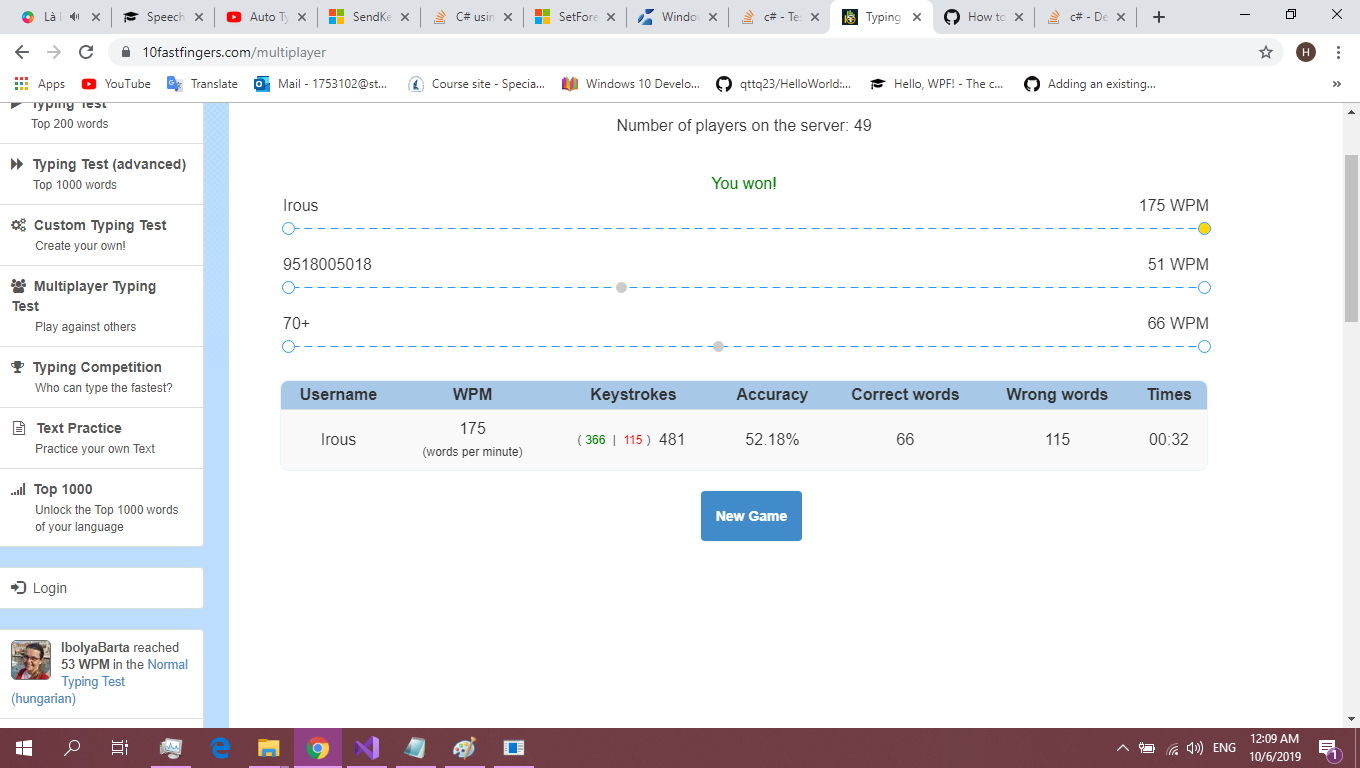 Là l
Speech
Auto Ty
SendKe
C# usin
SetFore
Window
c# - Tes
Typing
How to
c# - De
10fastfingers.com/multiplayer
H
Apps
YouTube
Translate
Mail - 1753102@st...
Course site - Specia...
Windows 10 Develo...
qttq23/HelloWorld:...
Hello, WPF! - The c...
Adding an existing...
»
Typing Test
Top 200 words
Typing Test (advanced)
Top 1000 words
Custom Typing Test
Create your own!
Multiplayer Typing
Test
Play against others
Typing Competition
Who can type the fastest?
Text Practice
Practice your own Text
Top 1000
Unlock the Top 1000 words
of your language
Login
IbolyaBarta reached
53 WPM in the Normal
Typing Test
(hungarian)
Number of players on the server: 49
You won!
Irous 175 WPM
9518005018 51 WPM
70+ 66 WPM
Username WPM Keystrokes Accuracy Correct words Wrong words Times
Irous 175 ( 366 | 115 ) 481 52.18% 66 115 00:32
(words per minute)
New Game
ENG
12:09 AM
10/6/2019
1